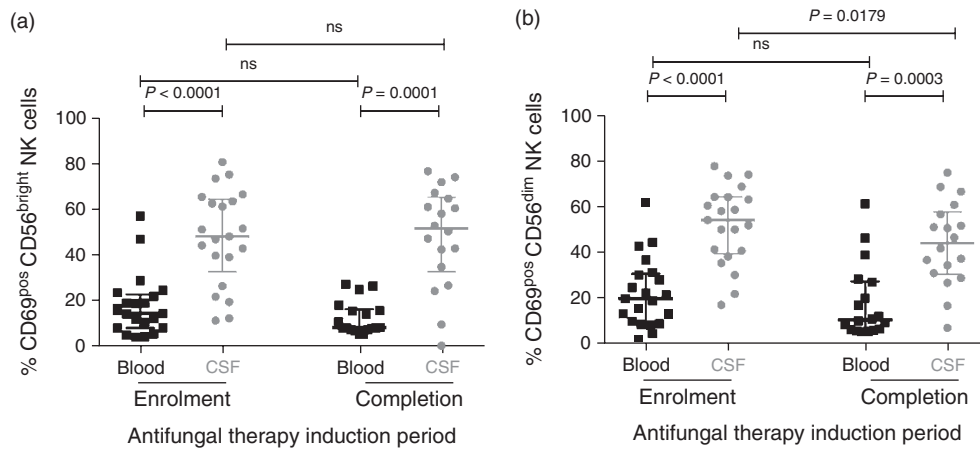 (a)
ns
ns
P < 0.0001
P = 0.0001
% CD69pos CD56bright NK cells
100
80
60
40
20
0
Blood
CSF
Blood
CSF
Enrolment
Completion
Antifungal therapy induction period
(b)
P = 0.0179
ns
P < 0.0001
P = 0.0003
% CD69pos CD56dim NK cells
100
80
60
40
20
0
Blood
CSF
Blood
CSF
Enrolment
Completion
Antifungal therapy induction period